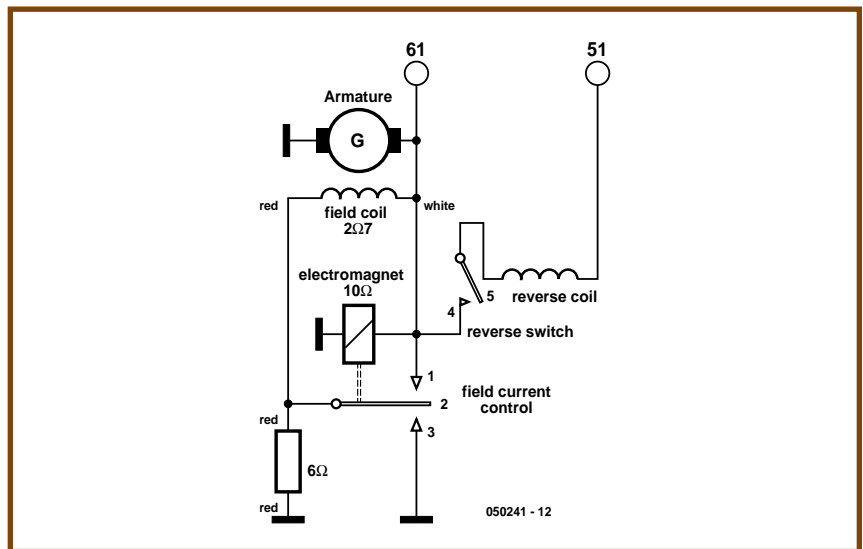 61
51
Armature
G
red
white
field coil
2Ω7
electromagnet
10Ω
5
reverse coil
4
reverse switch
1
field current
control
2
3
red
6Ω
red
050241 - 12